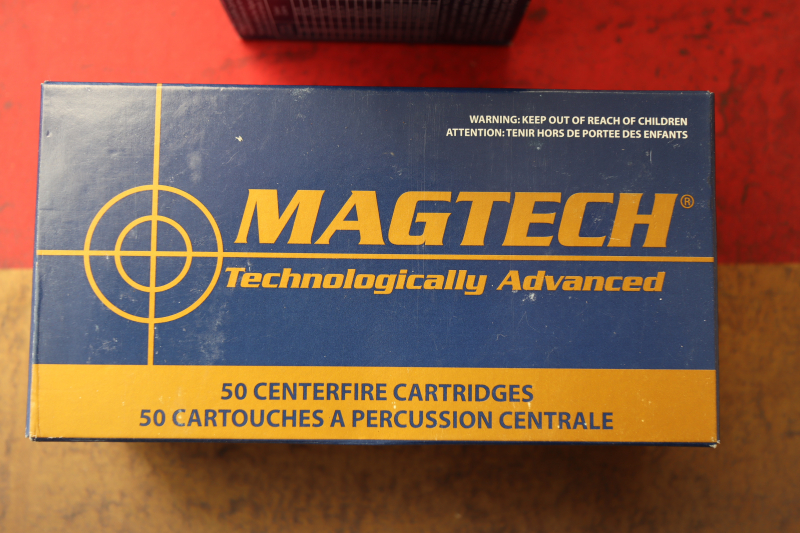 WARNING: KEEP OUT OF REACH OF CHILDREN
ATTENTION: TENIR HORS DE PORTEE DES ENFANTS
MAGTECH®
Technologically Advanced
50 CENTERFIRE CARTRIDGES
50 CARTOUCHES A PERCUSSION CENTRALE